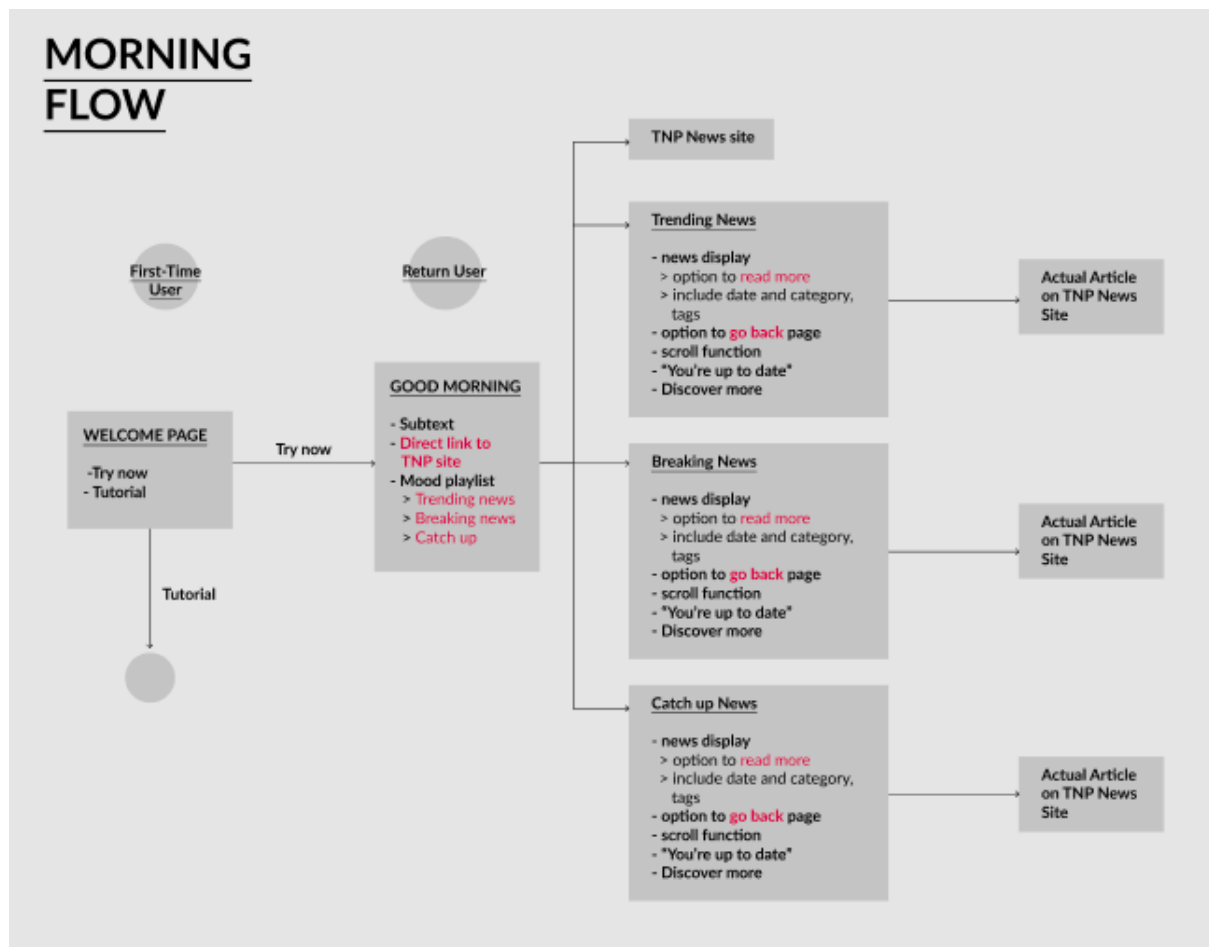 MORNING
FLOW
First-Time
User
Return User
WELCOME PAGE
-Try now
- Tutorial
Try now
Tutorial
GOOD MORNING
- Subtext
- Direct link to
TNP site
- Mood playlist
> Trending news
> Breaking news
> Catch up
TNP News site
Trending News
- news display
> option to read more
> include date and category,
tags
- option to go back page
- scroll function
- "You're up to date"
- Discover more
Actual Article
on TNP News
Site
Breaking News
- news display
> option to read more
> include date and category,
tags
- option to go back page
- scroll function
- "You're up to date"
- Discover more
Actual Article
on TNP News
Site
Catch up News
- news display
> option to read more
> include date and category,
tags
- option to go back page
- scroll function
- "You're up to date"
- Discover more
Actual Article
on TNP News
Site